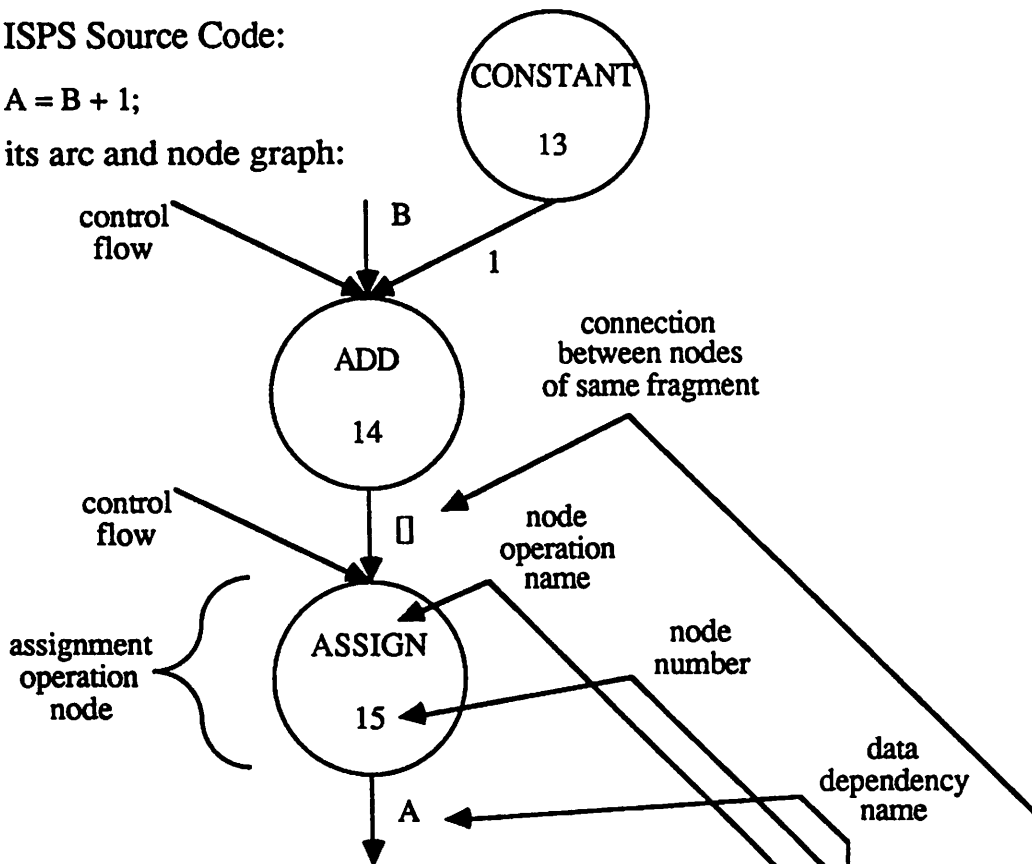 ISPS Source Code:
A = B + 1;
its arc and node graph:
CONSTANT
13
control
flow
B
1
ADD
14
connection
between nodes
of same fragment
control
flow
[]
node
operation
name
assignment
operation
node
ASSIGN
15
node
number
data
dependency
name
A